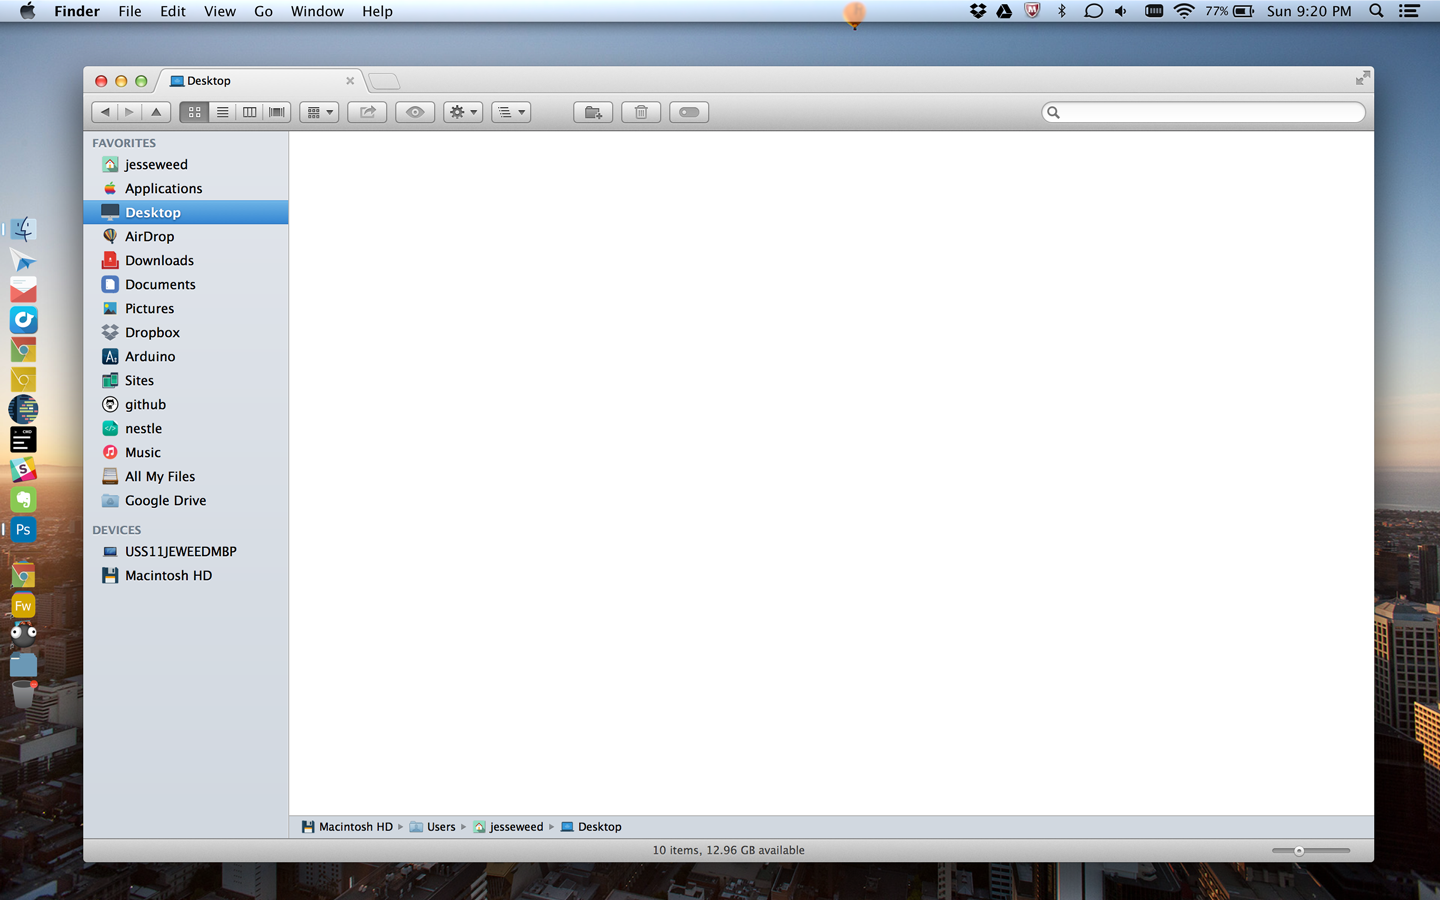 Finder File Edit View Go Window Help 77% Sun 9:20 PM
Desktop
FAVORITES
jesseweed
Applications
Desktop
AirDrop
Downloads
Documents
Pictures
Dropbox
Arduino
Sites
github
nestle
Music
All My Files
Google Drive
DEVICES
USS11JEWEEDMBP
Macintosh HD
CMD
S
Ps
Fw
Macintosh HD Users jesseweed Desktop
10 items, 12.96 GB available